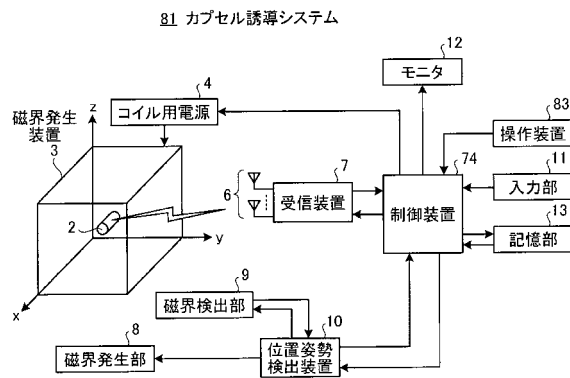 81 カプセル誘導システム
12
モニタ
4
コイル用電源
磁界発生
装置
3
z
83
操作装置
7
74
11
6
受信装置
制御装置
入力部
13
記憶部
2
y
x
9
磁界検出部
10
8
磁界発生部
位置姿勢
検出装置